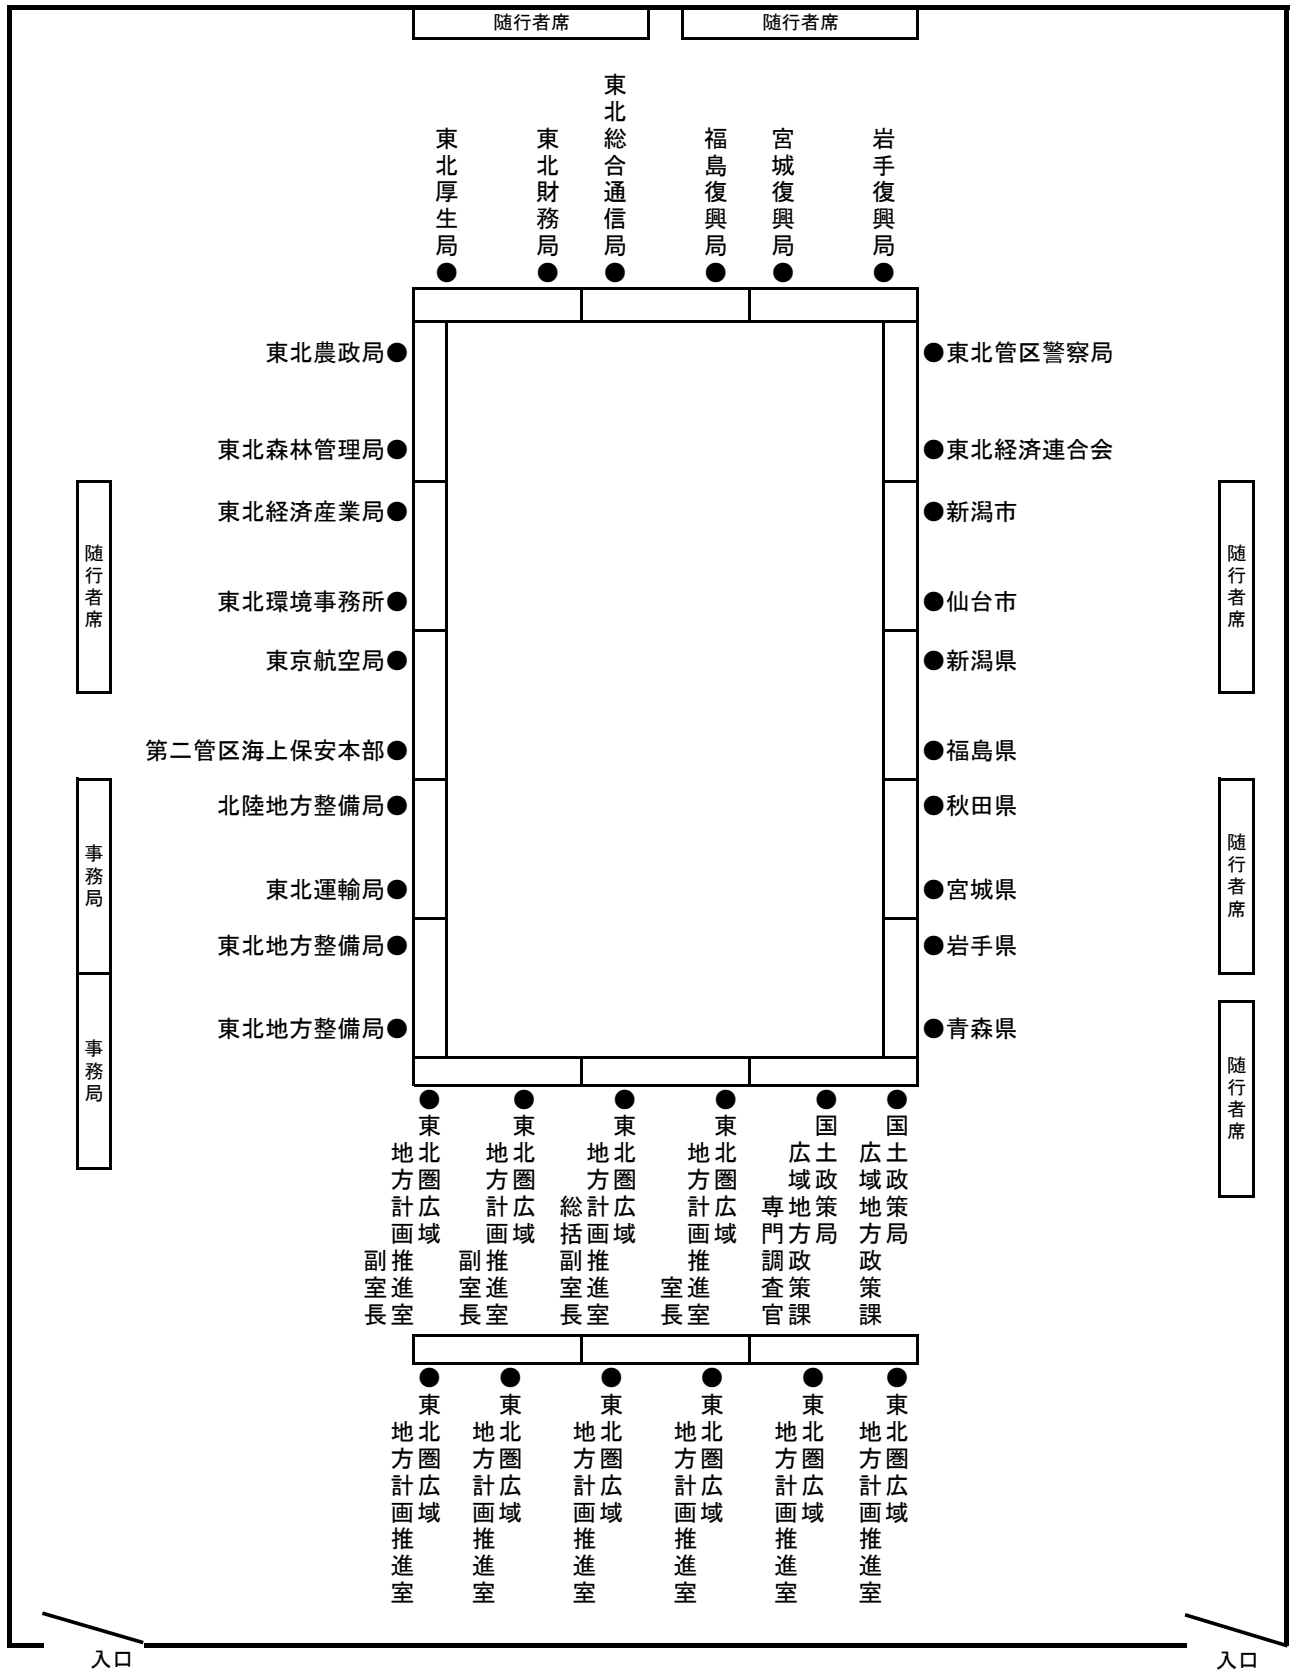 随行者席
随行者席
東北厚生局
東北財務局
東北総合通信局
福島復興局
宮城復興局
岩手復興局
東北農政局
東北森林管理局
東北経済産業局
東北環境事務所
東京航空局
第二管区海上保安本部
北陸地方整備局
東北運輸局
東北地方整備局
東北地方整備局
東北管区警察局
東北経済連合会
新潟市
仙台市
新潟県
福島県
秋田県
宮城県
岩手県
青森県
随行者席
事務局
事務局
随行者席
随行者席
随行者席
東北圏広域
地方計画推進室
副室長
東北圏広域
地方計画推進室
副室長
東北圏広域
地方計画推進室
総括副室長
東北圏広域
地方計画推進室
室長
国土政策局
広域地方政策課
専門調査官
国土政策局
広域地方政策課
東北圏広域
地方計画推進室
東北圏広域
地方計画推進室
東北圏広域
地方計画推進室
東北圏広域
地方計画推進室
東北圏広域
地方計画推進室
東北圏広域
地方計画推進室
入口
入口